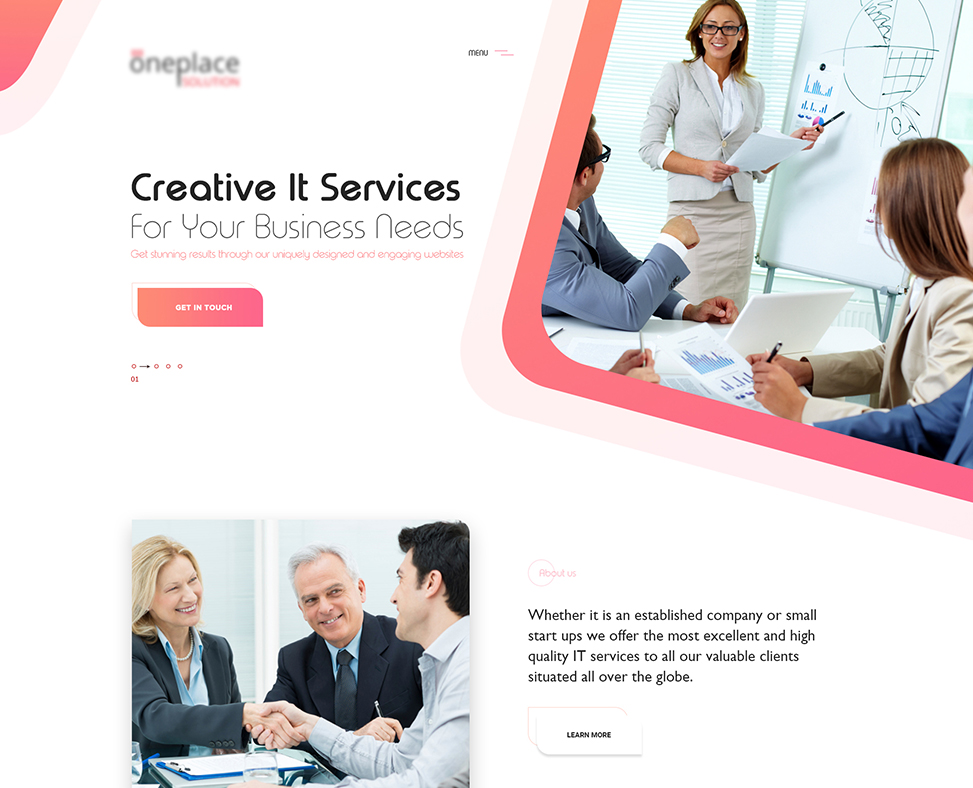 oneplace
SOLUTION
MENU
Creative It Services
For Your Business Needs
Get stunning results through our uniquely designed and engaging websites
GET IN TOUCH
01
About us
Whether it is an established company or small
start ups we offer the most excellent and high
quality IT services to all our valuable clients
situated all over the globe.
LEARN MORE